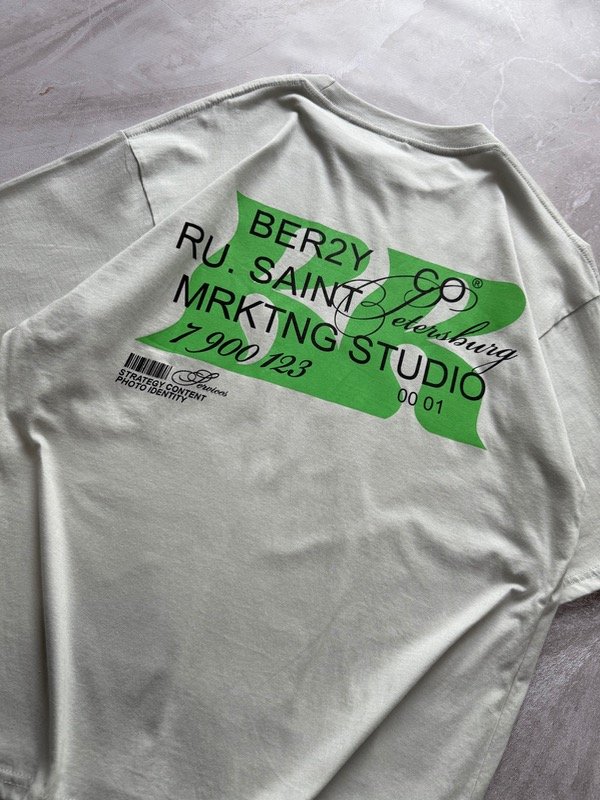 BER2Y CO®
RU. SAINT Petersburg
MRKTNG STUDIO
7 900 123
00 01
STRATEGY CONTENT Services
PHOTO IDENTITY